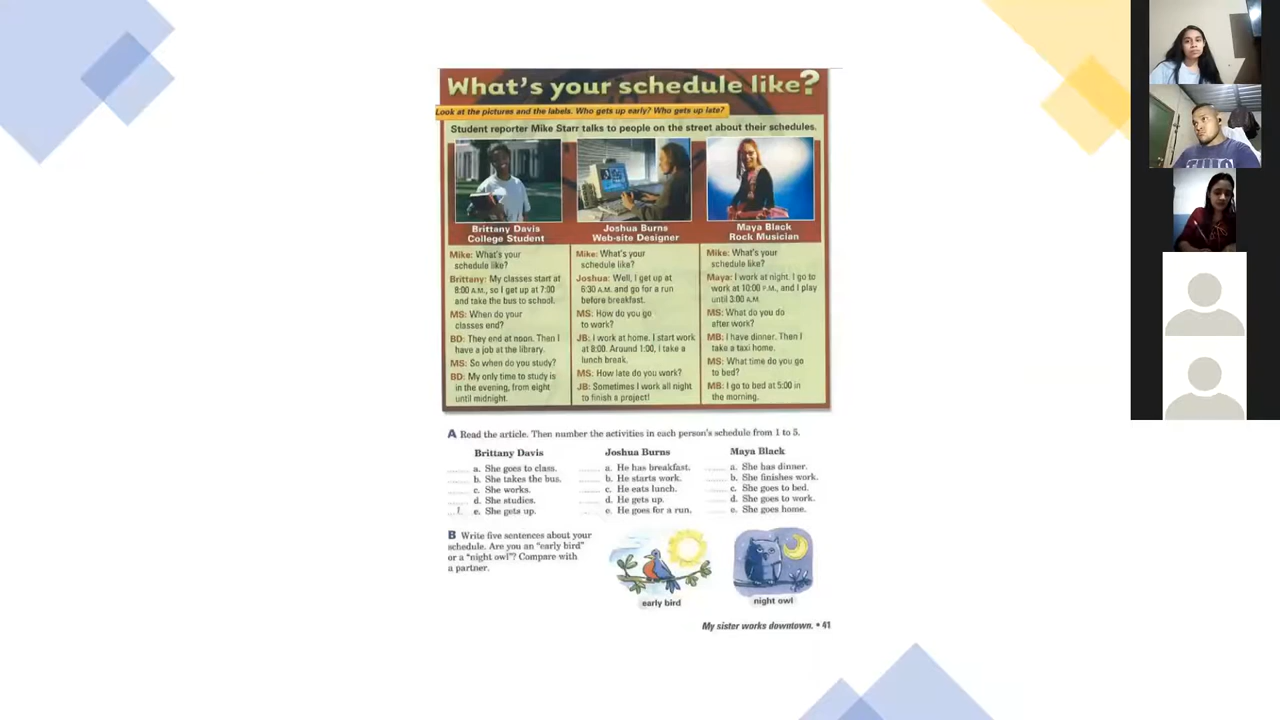 What's your schedule like?
Look at the pictures and the labels. Who gets up early? Who gets up late?
Student reporter Mike Starr talks to people on the street about their schedules.
Brittany Davis
College Student
Mike: What's your
schedule like?
Brittany: My classes start at
8:00 A.M., so I get up at 7:00
and take the bus to school.
MS: When do your
classes end?
BD: They end at noon. Then I
have a job at the library.
MS: So when do you study?
BD: My only time to study is
in the evening, from eight
until midnight.
Joshua Burns
Web-site Designer
Mike: What's your
schedule like?
Joshua: Well, I get up at
6:30 A.M. and go for a run
before breakfast.
MS: How do you go
to work?
JB: I work at home. I start work
at 8:00. Around 1:00, I take a
lunch break.
MS: How late do you work?
JB: Sometimes I work all night
to finish a project!
Maya Black
Rock Musician
Mike: What's your
schedule like?
Maya: I work at night. I go to
work at 10:00 P.M., and I play
until 3:00 A.M.
MS: What do you do
after work?
MB: I have dinner. Then I
take a taxi home.
MS: What time do you go
to bed?
MB: I go to bed at 5:00 in
the morning.
A Read the article. Then number the activities in each person's schedule from 1 to 5.
Brittany Davis
a. She goes to class.
b. She takes the bus.
c. She works.
d. She studies.
1 e. She gets up.
Joshua Burns
a. He has breakfast.
b. He starts work.
c. He eats lunch.
d. He gets up.
e. He goes for a run.
Maya Black
a. She has dinner.
b. She finishes work.
c. She goes to bed.
d. She goes to work.
e. She goes home.
B Write five sentences about your
schedule. Are you an "early bird"
or a "night owl"? Compare with
a partner.
early bird
night owl
My sister works downtown. • 41